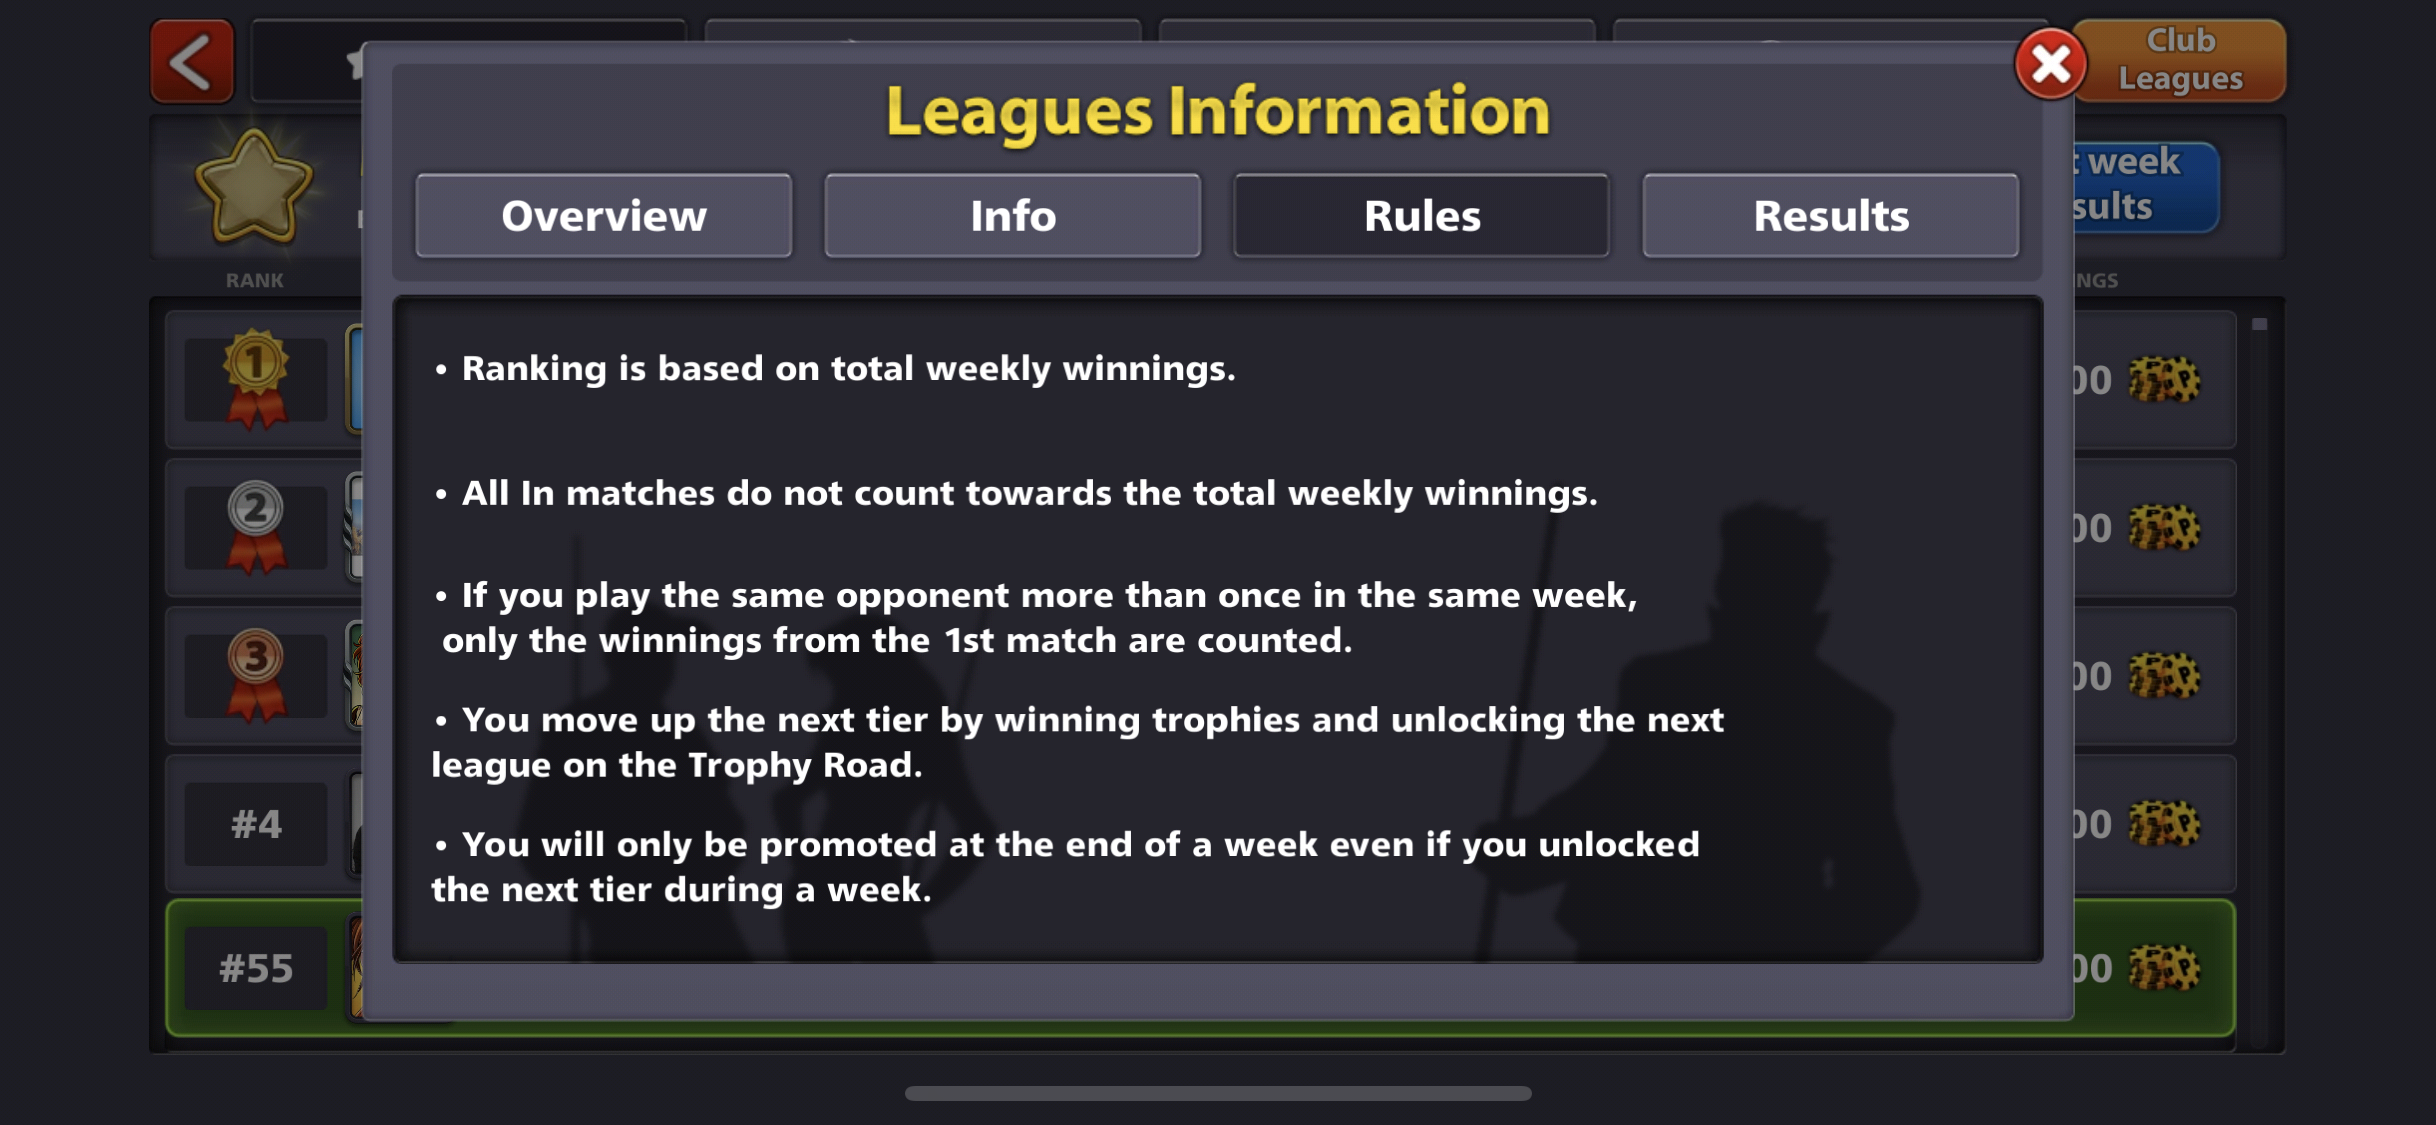 Club
Leagues
Leagues Information
Overview
Info
Rules
Results
t week
sults
RANK
NGS
• Ranking is based on total weekly winnings.
• All In matches do not count towards the total weekly winnings.
• If you play the same opponent more than once in the same week,
only the winnings from the 1st match are counted.
• You move up the next tier by winning trophies and unlocking the next
league on the Trophy Road.
• You will only be promoted at the end of a week even if you unlocked
the next tier during a week.
1
00
2
00
3
00
#4
00
#55
00